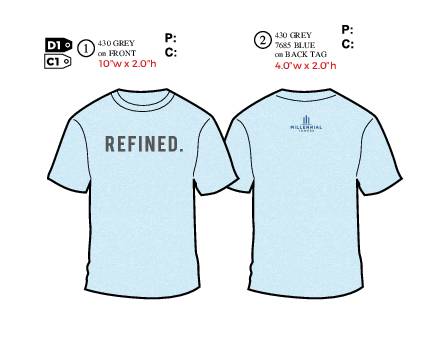 D1
C1
1
430 GREY
on FRONT
10"w x 2.0"h
P:
C:
2
430 GREY
7685 BLUE
on BACK TAG
4.0"w x 2.0"h
P:
C:
REFINED.
MILLENNIAL